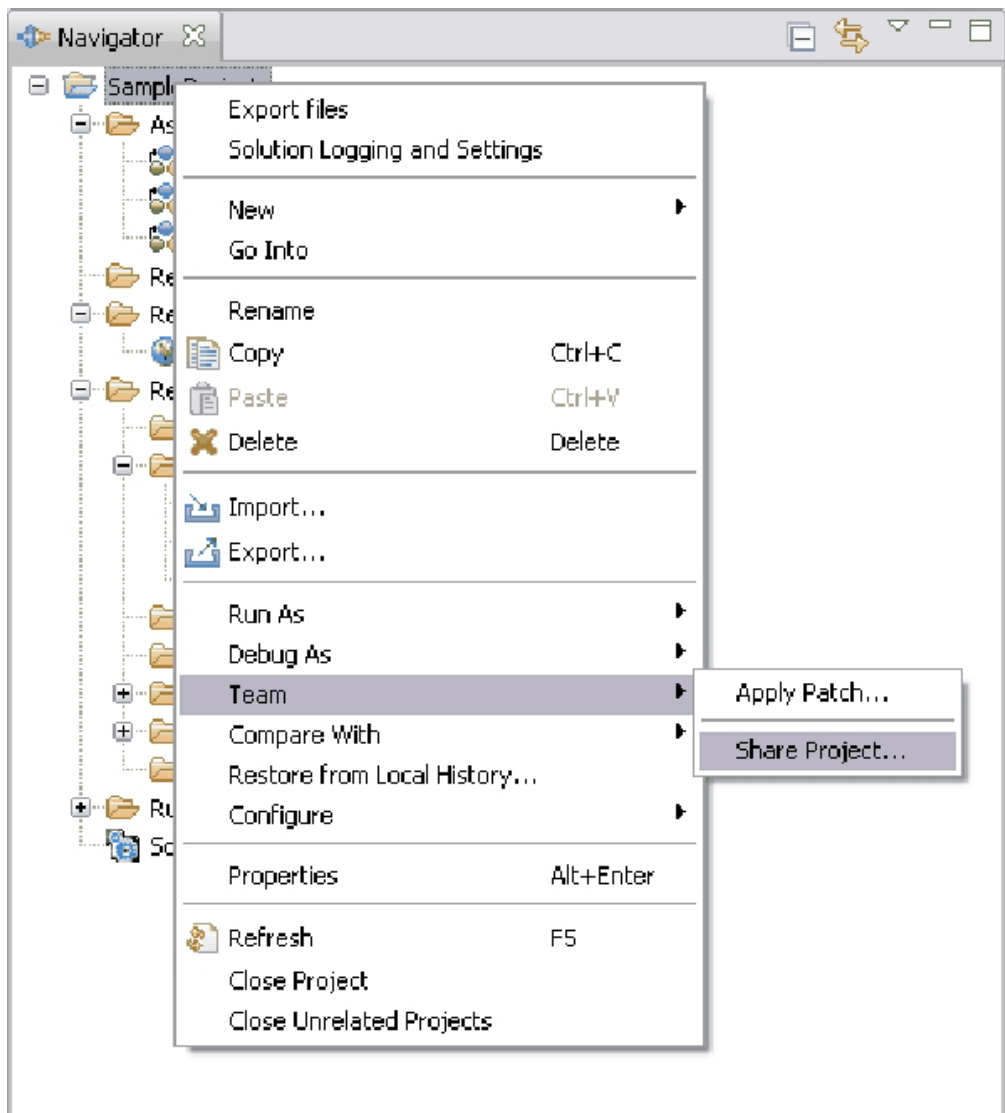 Navigator
Export files
Solution Logging and Settings
New
Go Into
Rename
Copy Ctrl+C
Paste Ctrl+V
Delete Delete
Import...
Export...
Run As
Debug As
Team
Apply Patch...
Compare With
Share Project...
Restore from Local History...
Configure
Properties Alt+Enter
Refresh F5
Close Project
Close Unrelated Projects